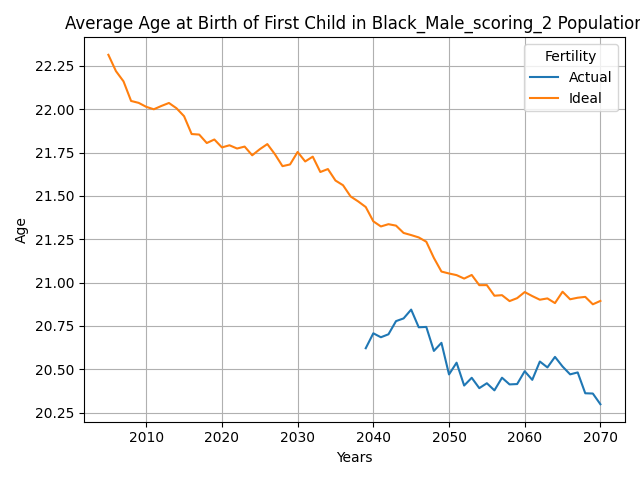 Average Age at Birth of First Child in Black_Male_scoring_2 Population
Fertility
Actual
Ideal
22.25
22.00
21.75
21.50
21.25
21.00
20.75
20.50
20.25
Age
2010
2020
2030
2040
2050
2060
2070
Years